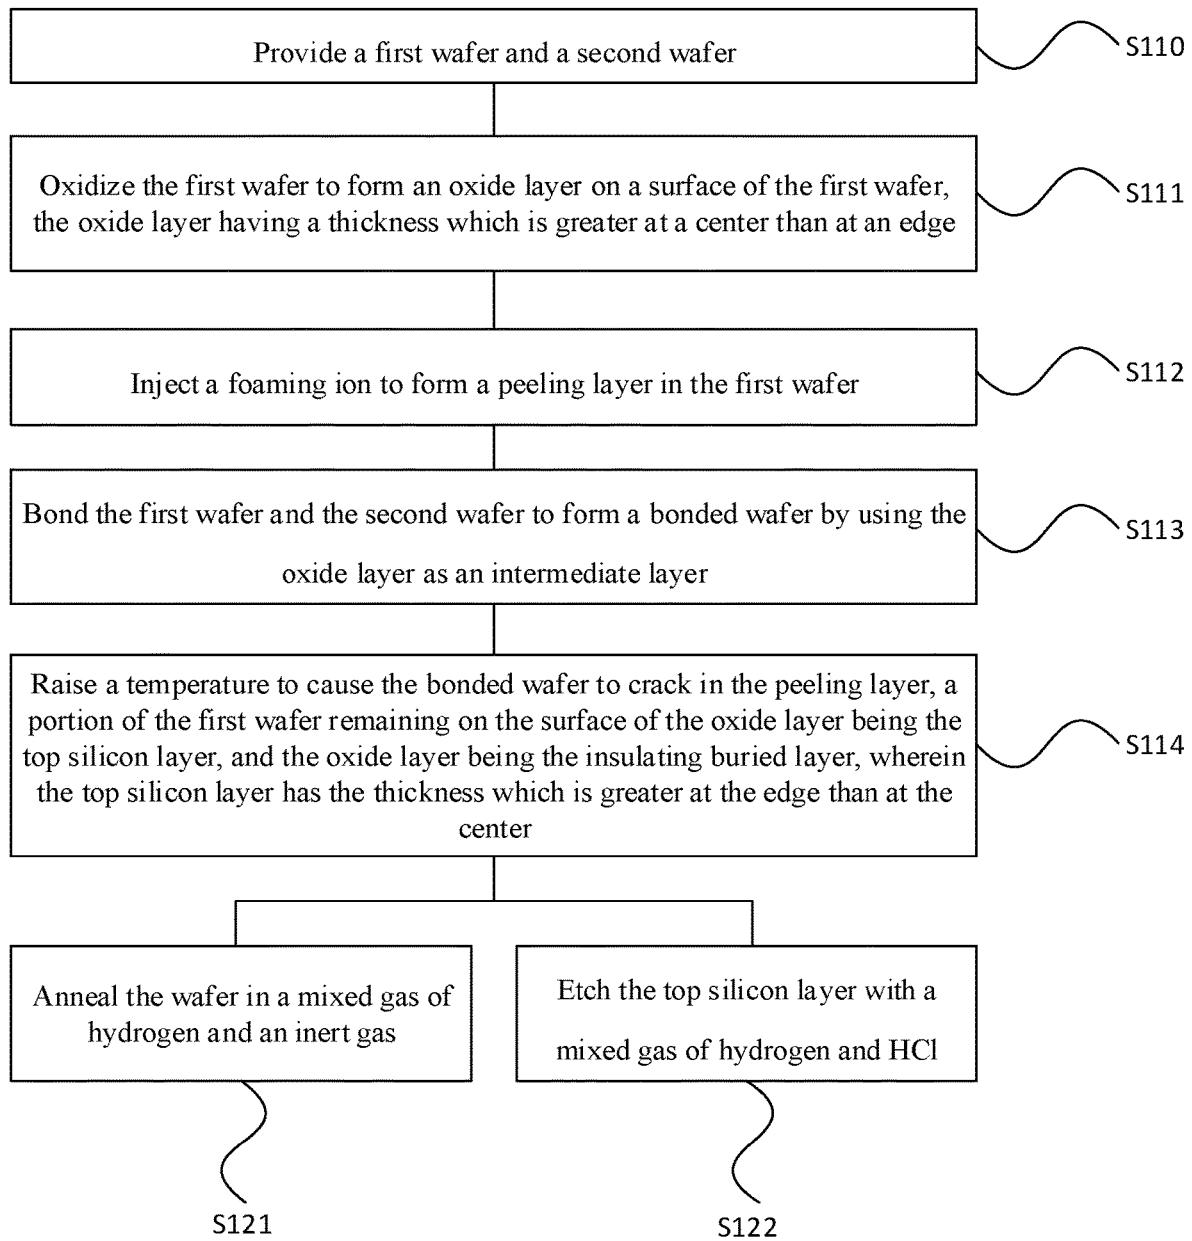 Provide a first wafer and a second wafer
S110
Oxidize the first wafer to form an oxide layer on a surface of the first wafer,
the oxide layer having a thickness which is greater at a center than at an edge
S111
Inject a foaming ion to form a peeling layer in the first wafer
S112
Bond the first wafer and the second wafer to form a bonded wafer by using the
oxide layer as an intermediate layer
S113
Raise a temperature to cause the bonded wafer to crack in the peeling layer, a
portion of the first wafer remaining on the surface of the oxide layer being the
top silicon layer, and the oxide layer being the insulating buried layer, wherein
the top silicon layer has the thickness which is greater at the edge than at the
center
S114
Anneal the wafer in a mixed gas of
hydrogen and an inert gas
Etch the top silicon layer with a
mixed gas of hydrogen and HCl
S121
S122